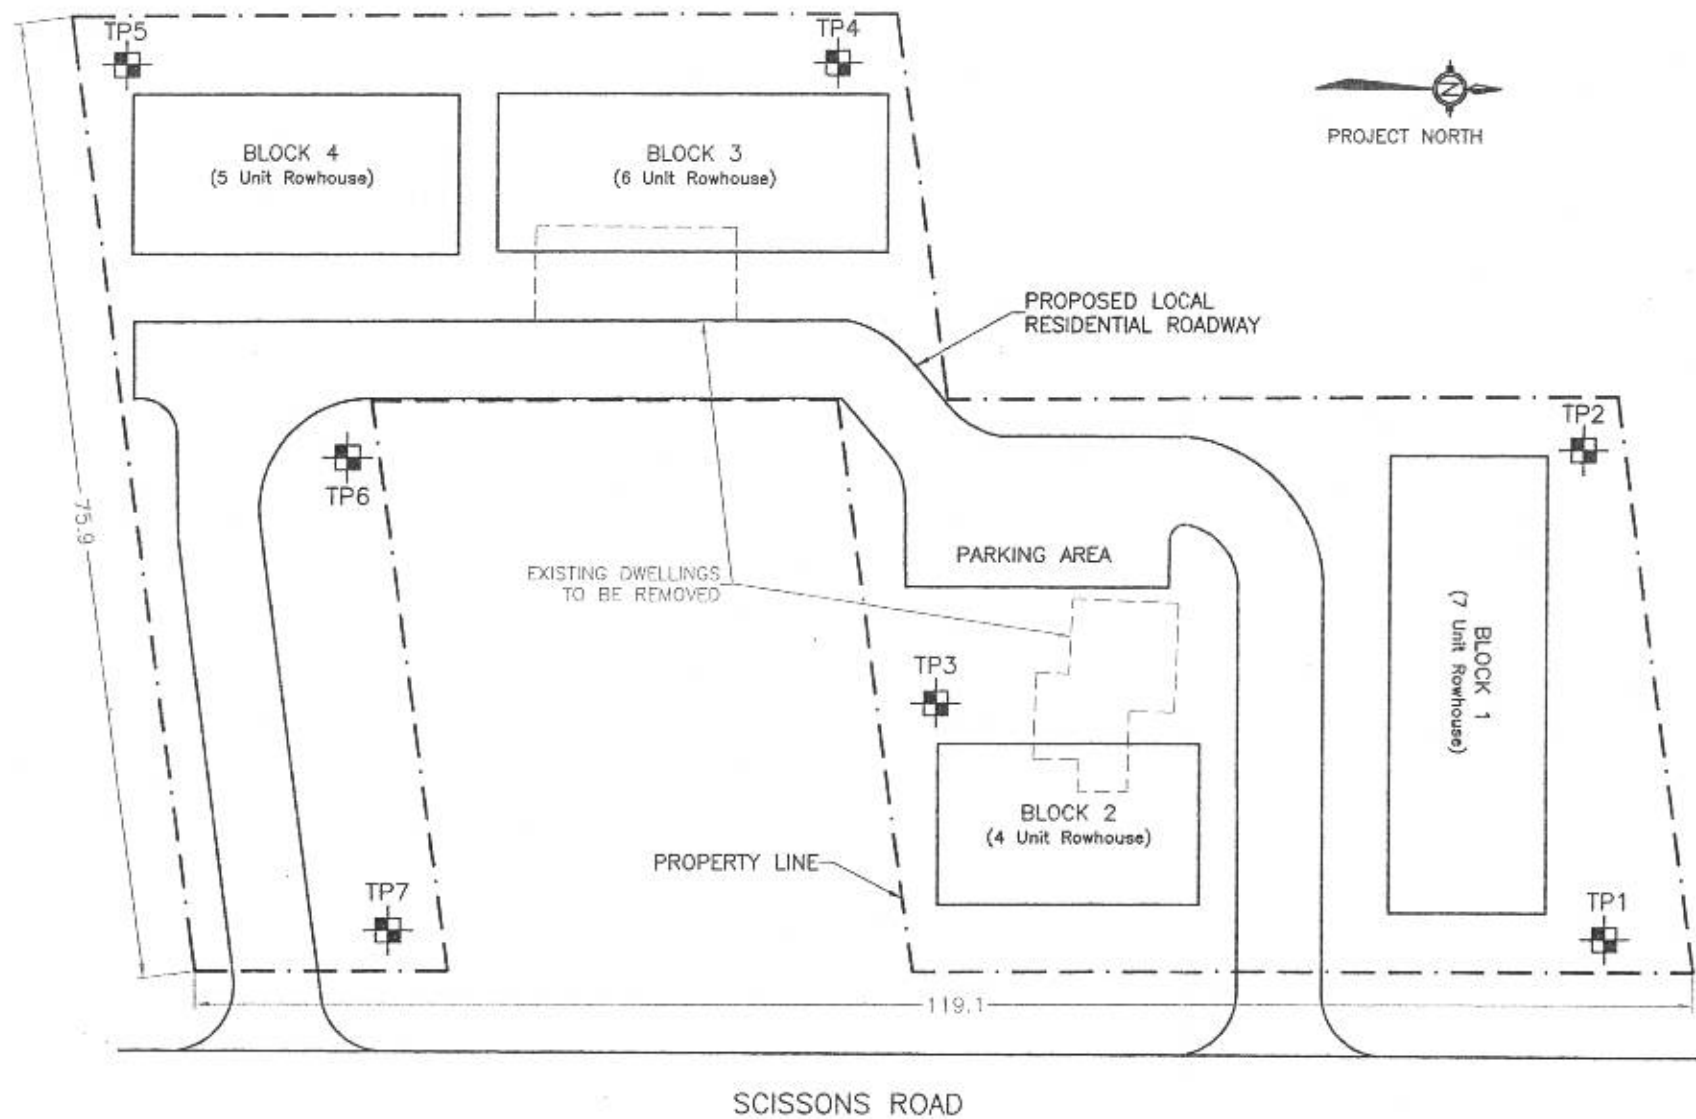 TP5
TP4
N
PROJECT NORTH
BLOCK 4
(5 Unit Rowhouse)
BLOCK 3
(6 Unit Rowhouse)
PROPOSED LOCAL
RESIDENTIAL ROADWAY
TP2
TP6
75.9
PARKING AREA
EXISTING DWELLINGS
TO BE REMOVED
BLOCK 1
(7 Unit Rowhouse)
TP3
BLOCK 2
(4 Unit Rowhouse)
PROPERTY LINE
TP7
TP1
119.1
SCISSONS ROAD